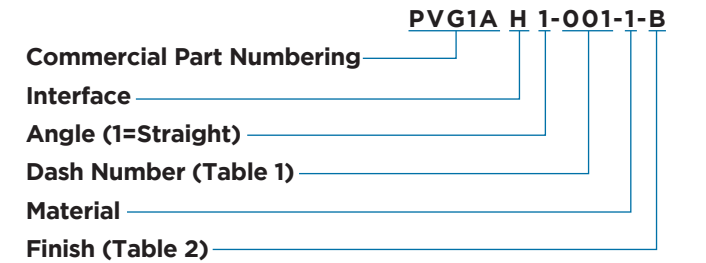 PVG1A H 1-001-1-B
Commercial Part Numbering
Interface
Angle (1=Straight)
Dash Number (Table 1)
Material
Finish (Table 2)